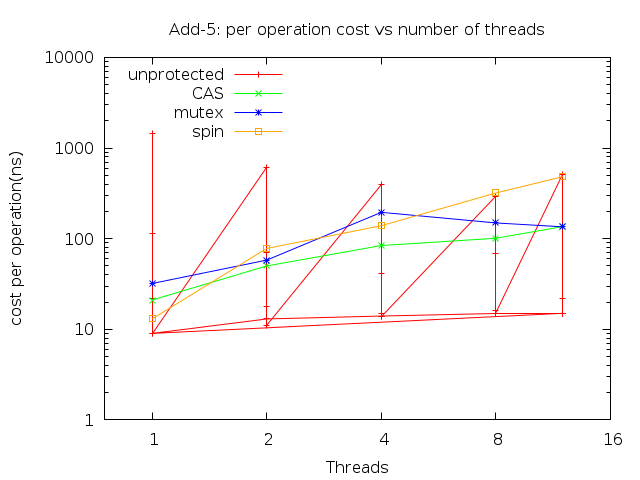 Add-5: per operation cost vs number of threads
10000
1000
100
10
1
cost per operation(ns)
unprotected
CAS
mutex
spin
1 2 4 8 16
Threads